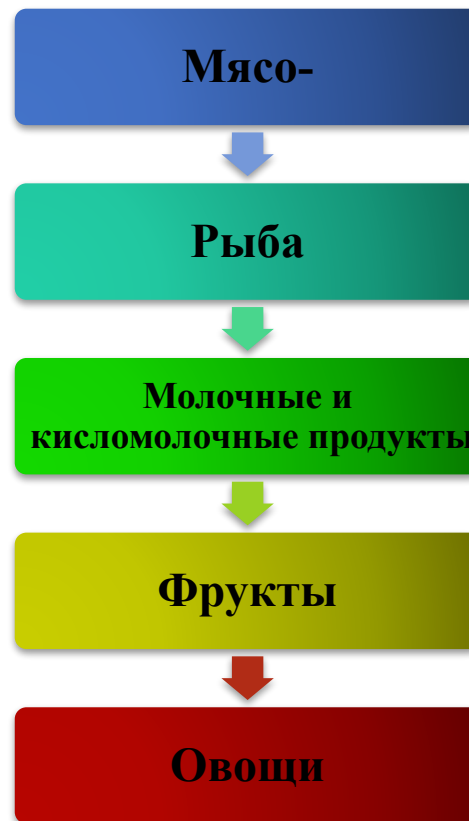 Мясо-
Рыба
Молочные и
кисломолочные продукты
Фрукты
Овощи